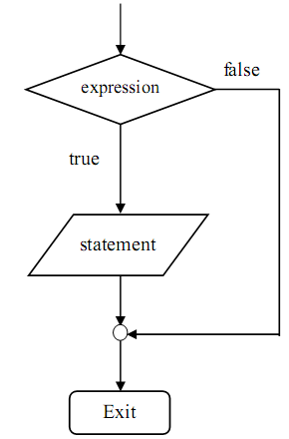 false
expression
true
statement
Exit